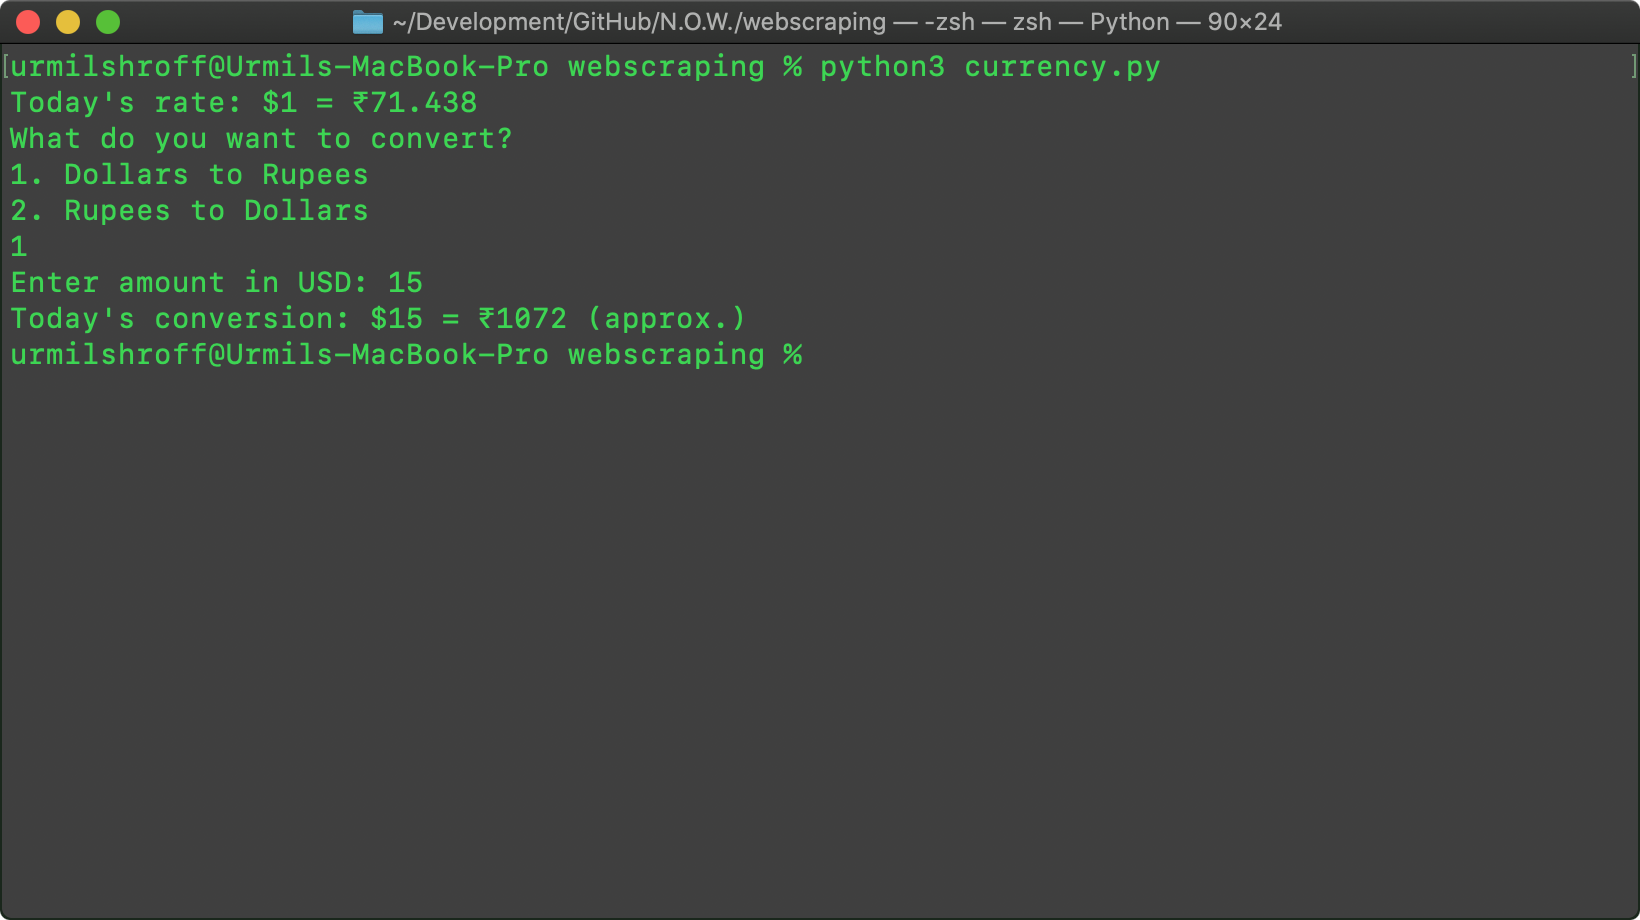 ~/Development/GitHub/N.O.W./webscraping — -zsh — zsh — Python — 90×24
[urmilshroff@Urmils-MacBook-Pro webscraping % python3 currency.py ]
Today's rate: $1 = ₹71.438
What do you want to convert?
1. Dollars to Rupees
2. Rupees to Dollars
1
Enter amount in USD: 15
Today's conversion: $15 = ₹1072 (approx.)
urmilshroff@Urmils-MacBook-Pro webscraping %